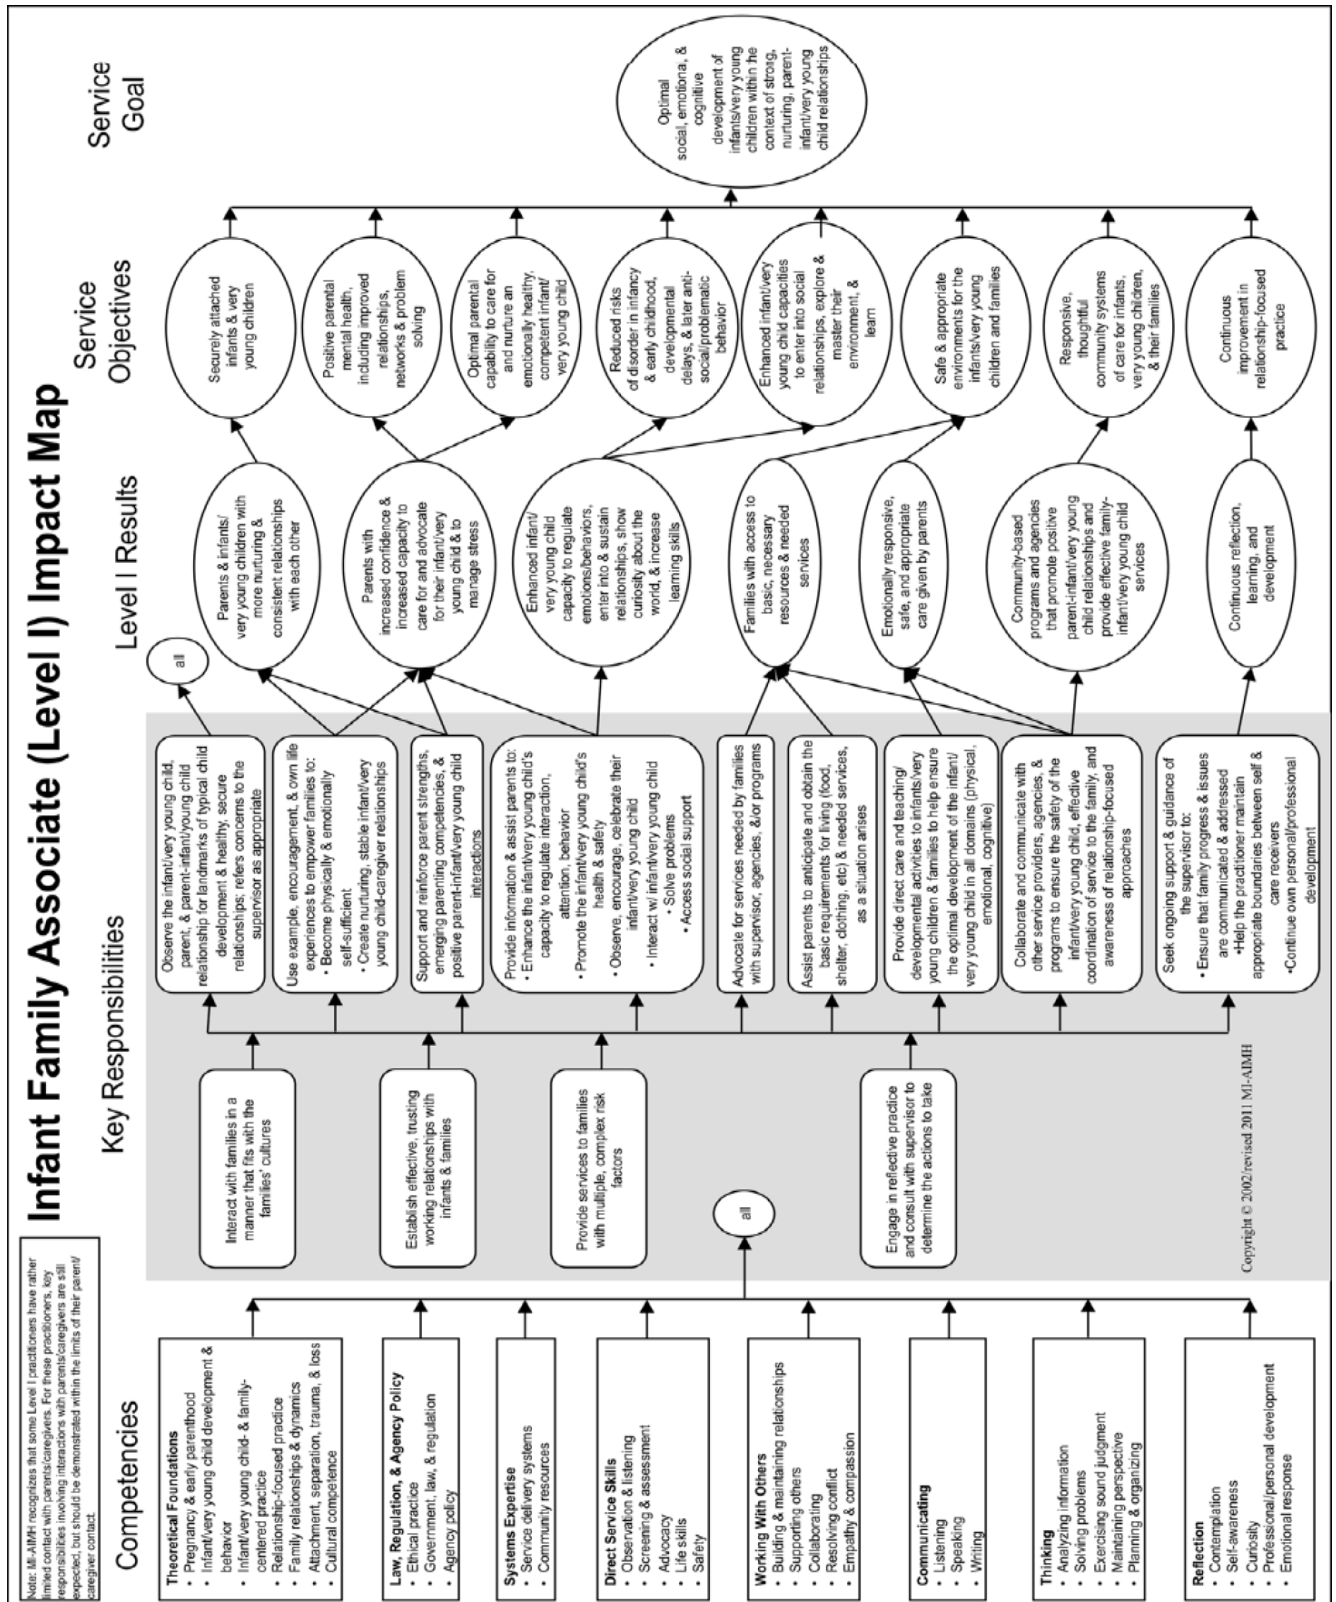 Infant Family Associate (Level I) Impact Map
Note: MI-AIMH recognizes that some Level I practitioners have rather
limited contact with parents/caregivers. For these practitioners, key
responsibilities involving interactions with parents/caregivers are still
expected, but should be demonstrated within the limits of their parent/
caregiver contact.
Competencies
Key Responsibilities
Level I Results
Service
Objectives
Service
Goal
Theoretical Foundations
• Pregnancy & early parenthood
• Infant/very young child development &
behavior
• Infant/very young child- & family-
centered practice
• Relationship-focused practice
• Family relationships & dynamics
• Attachment, separation, trauma, & loss
• Cultural competence
Law, Regulation, & Agency Policy
• Ethical practice
• Government, law, & regulation
• Agency policy
Systems Expertise
• Service delivery systems
• Community resources
Direct Service Skills
• Observation & listening
• Screening & assessment
• Advocacy
• Life skills
• Safety
Working With Others
• Building & maintaining relationships
• Supporting others
• Collaborating
• Resolving conflict
• Empathy & compassion
Communicating
• Listening
• Speaking
• Writing
Thinking
• Analyzing information
• Solving problems
• Exercising sound judgment
• Maintaining perspective
• Planning & organizing
Reflection
• Contemplation
• Self-awareness
• Curiosity
• Professional/personal development
• Emotional response
all
Interact with families in a
manner that fits with the
families' cultures
Establish effective, trusting
working relationships with
infants & families
Provide services to families
with multiple, complex risk
factors
Engage in reflective practice
and consult with supervisor to
determine the actions to take
Copyright © 2002/revised 2011 MI-AIMH
Observe the infant/very young child,
parent, & parent-infant/young child
relationship for landmarks of typical child
development & healthy, secure
relationships; refers concerns to the
supervisor as appropriate
Use example, encouragement, & own life
experiences to empower families to:
• Become physically & emotionally
self-sufficient
• Create nurturing, stable infant/very
young child-caregiver relationships
Support and reinforce parent strengths,
emerging parenting competencies, &
positive parent-infant/very young child
interactions
Provide information & assist parents to:
• Enhance the infant/very young child's
capacity to regulate interaction,
attention, behavior
• Promote the infant/very young child's
health & safety
• Observe, encourage, celebrate their
infant/very young child
• Interact w/ infant/very young child
• Solve problems
• Access social support
Advocate for services needed by families
with supervisor, agencies, &/or programs
Assist parents to anticipate and obtain the
basic requirements for living (food,
shelter, clothing, etc) & needed services,
as a situation arises
Provide direct care and teaching/
developmental activities to infants/very
young children & families to help ensure
the optimal development of the infant/
very young child in all domains (physical,
emotional, cognitive)
Collaborate and communicate with
other service providers, agencies, &
programs to ensure the safety of the
infant/very young child, effective
coordination of service to the family, and
awareness of relationship-focused
approaches
Seek ongoing support & guidance of
the supervisor to:
• Ensure that family progress & issues
are communicated & addressed
•Help the practitioner maintain
appropriate boundaries between self &
care receivers
•Continue own personal/professional
development
all
Parents & infants/
very young children with
more nurturing &
consistent relationships
with each other
Parents with
increased confidence &
increased capacity to
care for and advocate
for their infant/very
young child & to
manage stress
Enhanced infant/
very young child
capacity to regulate
emotions/behaviors,
enter into & sustain
relationships, show
curiosity about the
world, & increase
learning skills
Families with access to
basic, necessary
resources & needed
services
Emotionally responsive,
safe, and appropriate
care given by parents
Community-based
programs and agencies
that promote positive
parent-infant/very young
child relationships and
provide effective family-
infant/very young child
services
Continuous reflection,
learning, and
development
Securely attached
infants & very
young children
Positive parental
mental health,
including improved
relationships,
networks & problem
solving
Optimal parental
capability to care for
and nurture an
emotionally healthy,
competent infant/
very young child
Reduced risks
of disorder in infancy
& early childhood,
developmental
delays, & later anti-
social/problematic
behavior
Enhanced infant/very
young child capacities
to enter into social
relationships, explore &
master their
environment, &
learn
Safe & appropriate
environments for the
infants/very young
children and families
Responsive,
thoughtful
community systems
of care for infants,
very young children,
& their families
Continuous
improvement in
relationship-focused
practice
Optimal
social, emotional, &
cognitive
development of
infants/very young
children within he
context of strong,
nurturing, parent-
infant/very young
child relationships